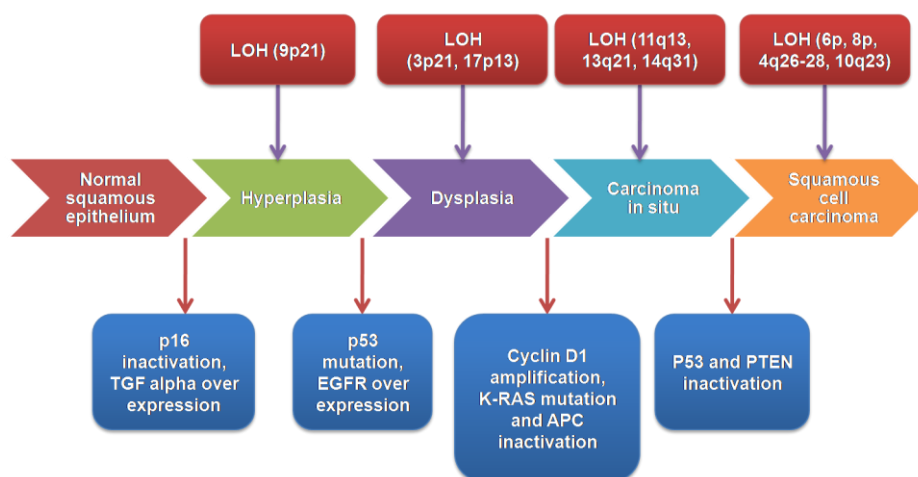 LOH (9p21)
LOH
(3p21, 17p13)
LOH (11q13,
13q21, 14q31)
LOH (6p, 8p,
4q26-28, 10q23)
Normal
squamous
epithelium
Hyperplasia
Dysplasia
Carcinoma
in situ
Squamous
cell
carcinoma
p16
inactivation,
TGF alpha over
expression
p53
mutation,
EGFR over
expression
Cyclin D1
amplification,
K-RAS mutation
and APC
inactivation
P53 and PTEN
inactivation